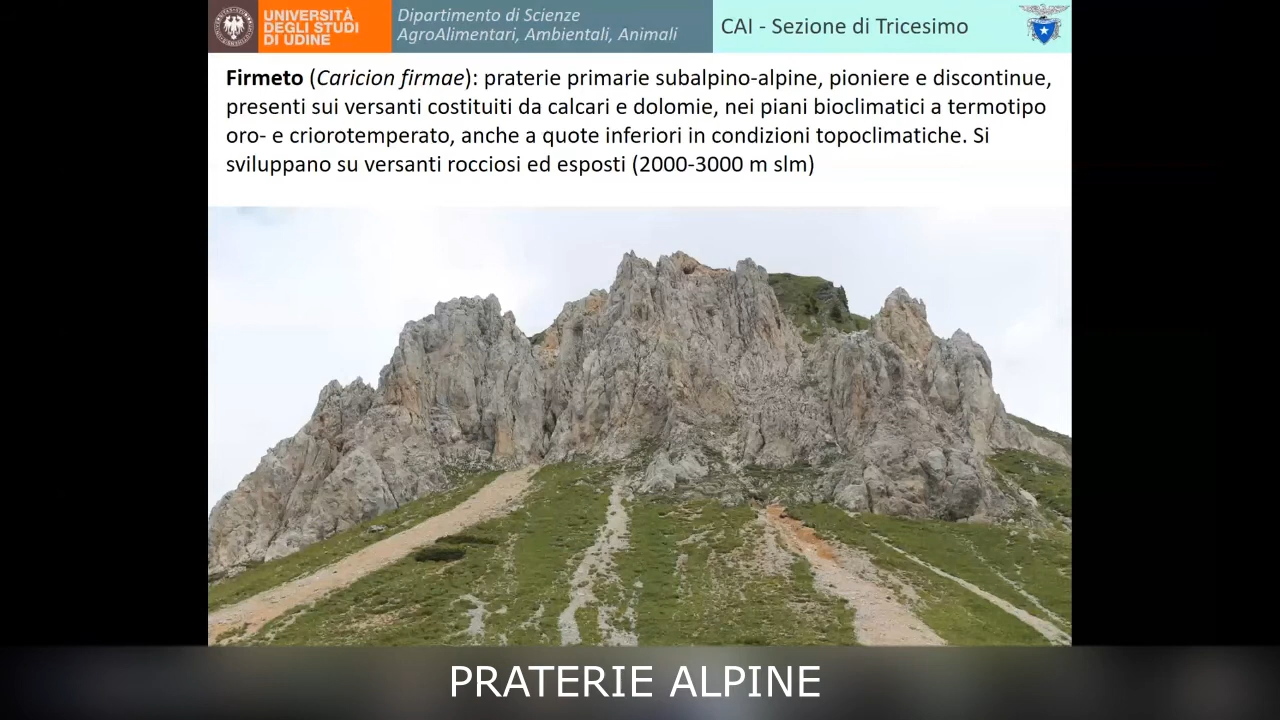 UNIVERSITÀ
DEGLI STUDI
DI UDINE
Dipartimento di Scienze
AgroAlimentari, Ambientali, Animali
CAI - Sezione di Tricesimo
Firmeto (Caricion firmae): praterie primarie subalpino-alpine, pioniere e discontinue,
presenti sui versanti costituiti da calcari e dolomie, nei piani bioclimatici a termotipo
oro- e criorotemperato, anche a quote inferiori in condizioni topoclimatiche. Si
sviluppano su versanti rocciosi ed esposti (2000-3000 m slm)
PRATERIE ALPINE